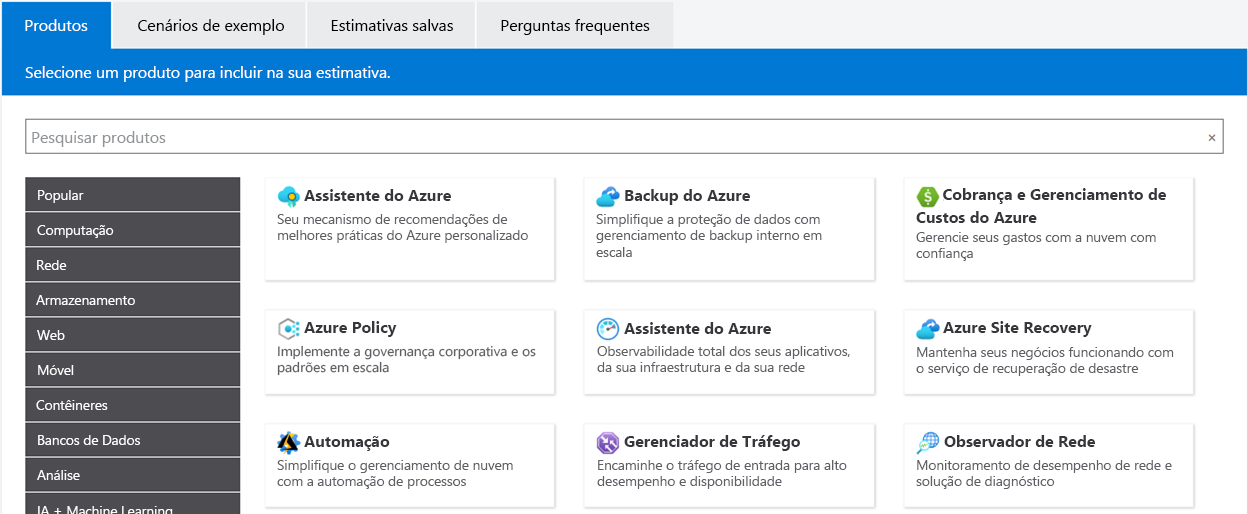 Produtos
Cenários de exemplo
Estimativas salvas
Perguntas frequentes
Selecione um produto para incluir na sua estimativa.
Pesquisar produtos
×
Popular
Computação
Rede
Armazenamento
Web
Móvel
Contêineres
Bancos de Dados
Análise
IA + Machine Learning
Assistente do Azure
Seu mecanismo de recomendações de
melhores práticas do Azure personalizado
Backup do Azure
Simplifique a proteção de dados com
gerenciamento de backup interno em
escala
Cobrança e Gerenciamento de
Custos do Azure
Gerencie seus gastos com a nuvem com
confiança
Azure Policy
Implemente a governança corporativa e os
padrões em escala
Assistente do Azure
Observabilidade total dos seus aplicativos,
da sua infraestrutura e da sua rede
Azure Site Recovery
Mantenha seus negócios funcionando com
o serviço de recuperação de desastre
Automação
Simplifique o gerenciamento de nuvem
com a automação de processos
Gerenciador de Tráfego
Encaminhe o tráfego de entrada para alto
desempenho e disponibilidade
Observador de Rede
Monitoramento de desempenho de rede e
solução de diagnóstico